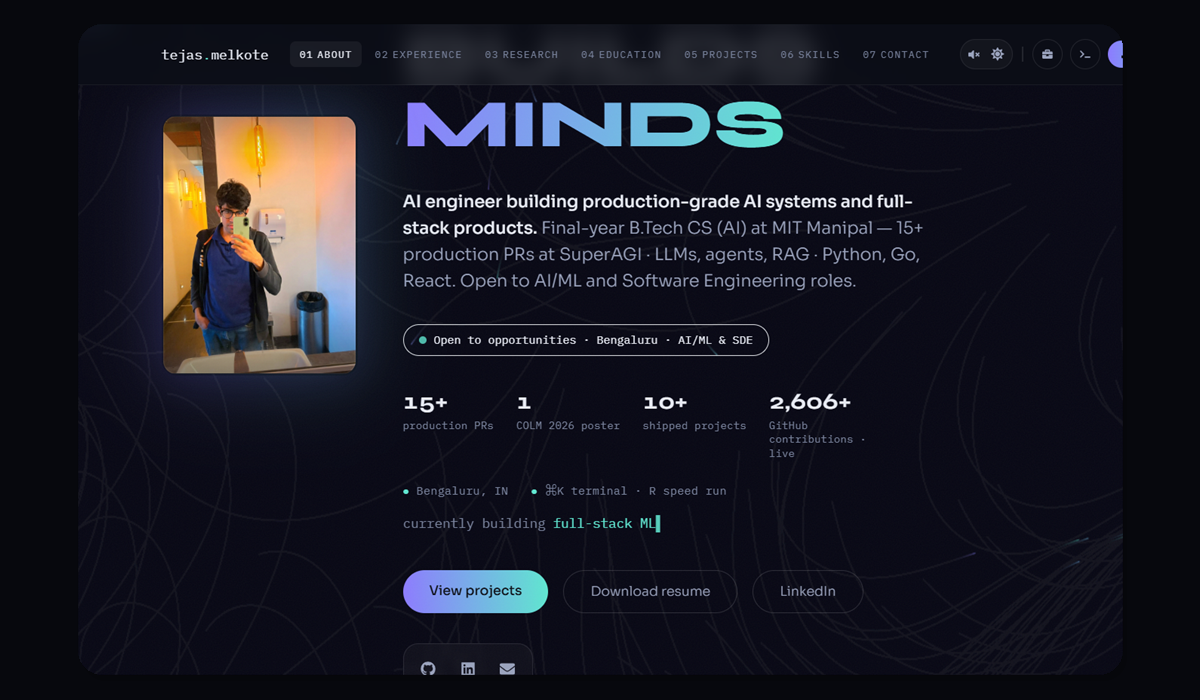 tejas.melkote
01 ABOUT
02 EXPERIENCE
03 RESEARCH
04 EDUCATION
05 PROJECTS
06 SKILLS
07 CONTACT
MINDS
AI engineer building production-grade AI systems and full-
stack products. Final-year B.Tech CS (AI) at MIT Manipal — 15+
production PRs at SuperAGI · LLMs, agents, RAG · Python, Go,
React. Open to AI/ML and Software Engineering roles.
Open to opportunities · Bengaluru · AI/ML & SDE
15+
production PRs
1
COLM 2026 poster
10+
shipped projects
2,606+
GitHub
contributions ·
live
Bengaluru, IN
⌘K terminal · R speed run
currently building full-stack ML
View projects
Download resume
LinkedIn